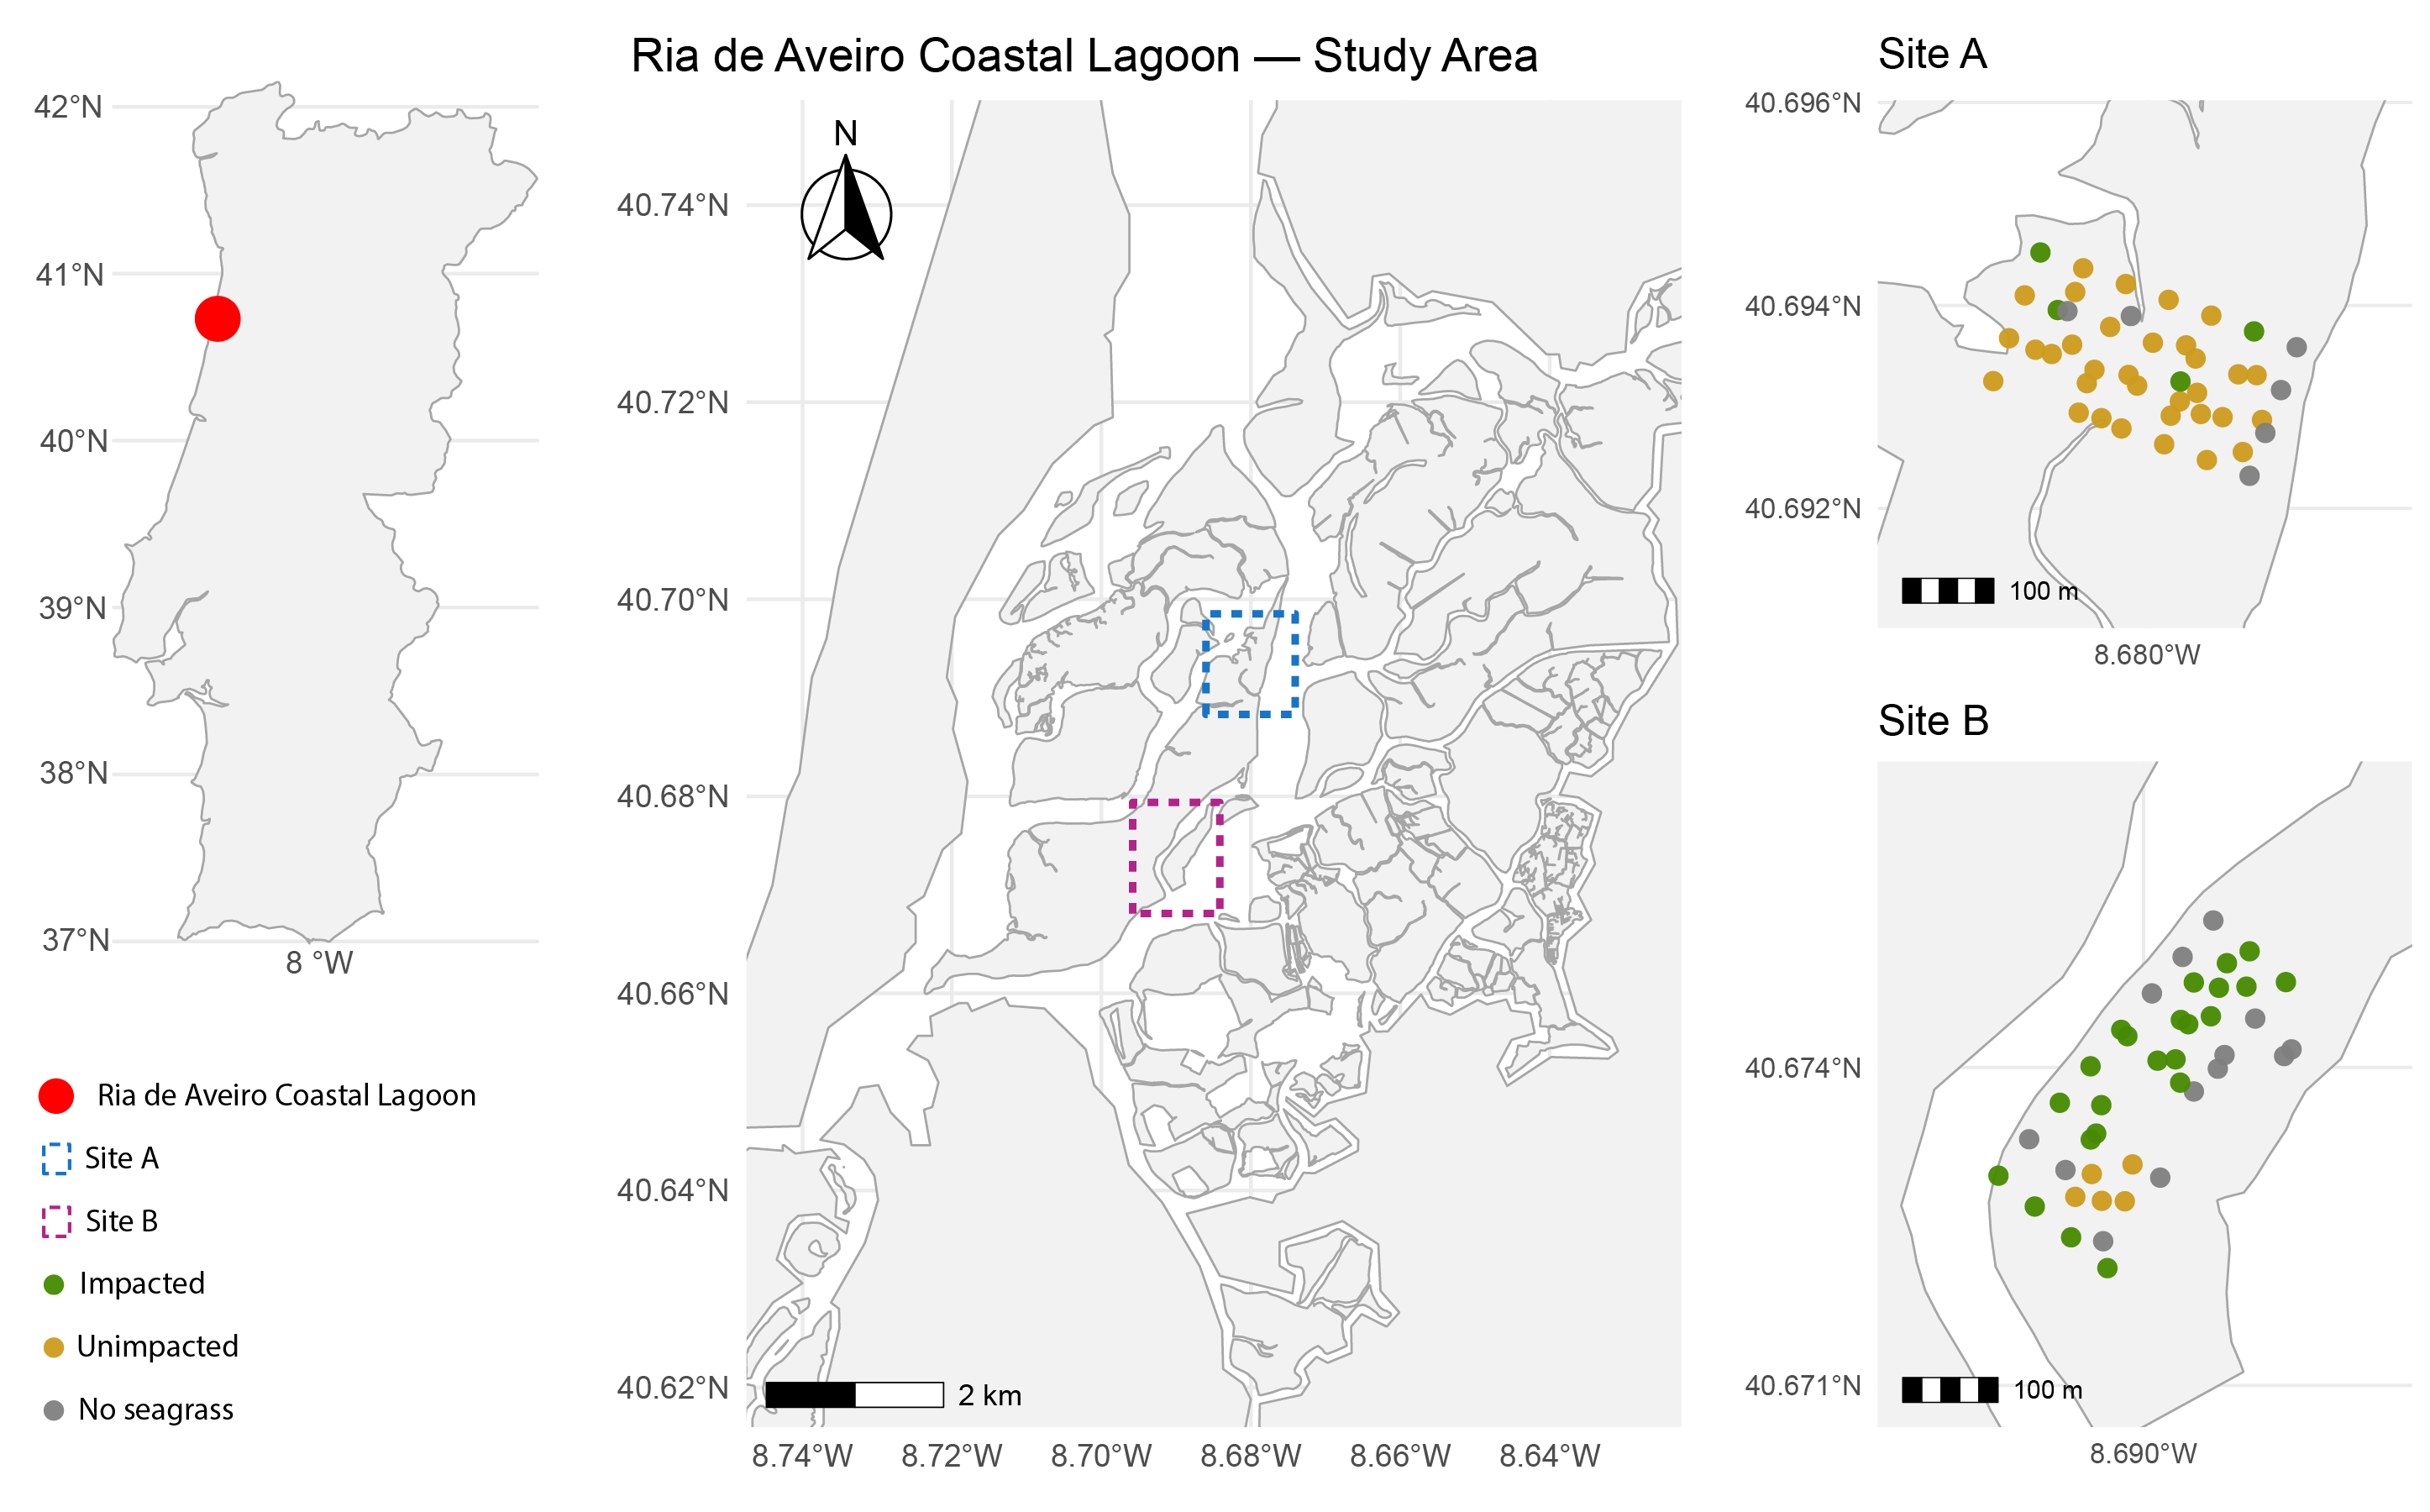 42°N
41°N
40°N
39°N
38°N
37°N
8 °W
Ria de Aveiro Coastal Lagoon
Site A
Site B
Impacted
Unimpacted
No seagrass
Ria de Aveiro Coastal Lagoon — Study Area
N
40.74°N
40.72°N
40.70°N
40.68°N
40.66°N
40.64°N
40.62°N
2 km
8.74°W 8.72°W 8.70°W 8.68°W 8.66°W 8.64°W
Site A
40.696°N
40.694°N
40.692°N
100 m
8.680°W
Site B
40.674°N
40.671°N
100 m
8.690°W